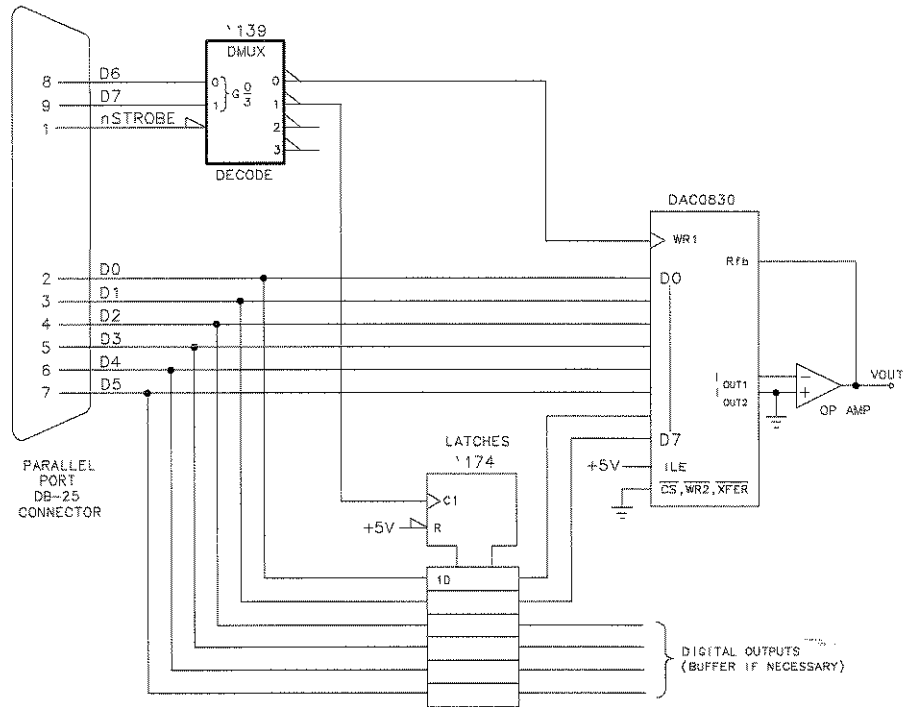 `139
DMUX
8 D6 0
9 D7 1
G 0/3
1 nSTROBE
0
1
2
3
DECODE
DAC0830
WR1
Rfb
2 D0 D0
3 D1
4 D2
5 D3
6 D4
7 D5
I OUT1
I OUT2
−
+
VOUT
OP AMP
D7
+5V ILE
CS, WR2, XFER
LATCHES
`174
C1
+5V R
1D
PARALLEL
PORT
DB-25
CONNECTOR
DIGITAL OUTPUTS
(BUFFER IF NECESSARY)